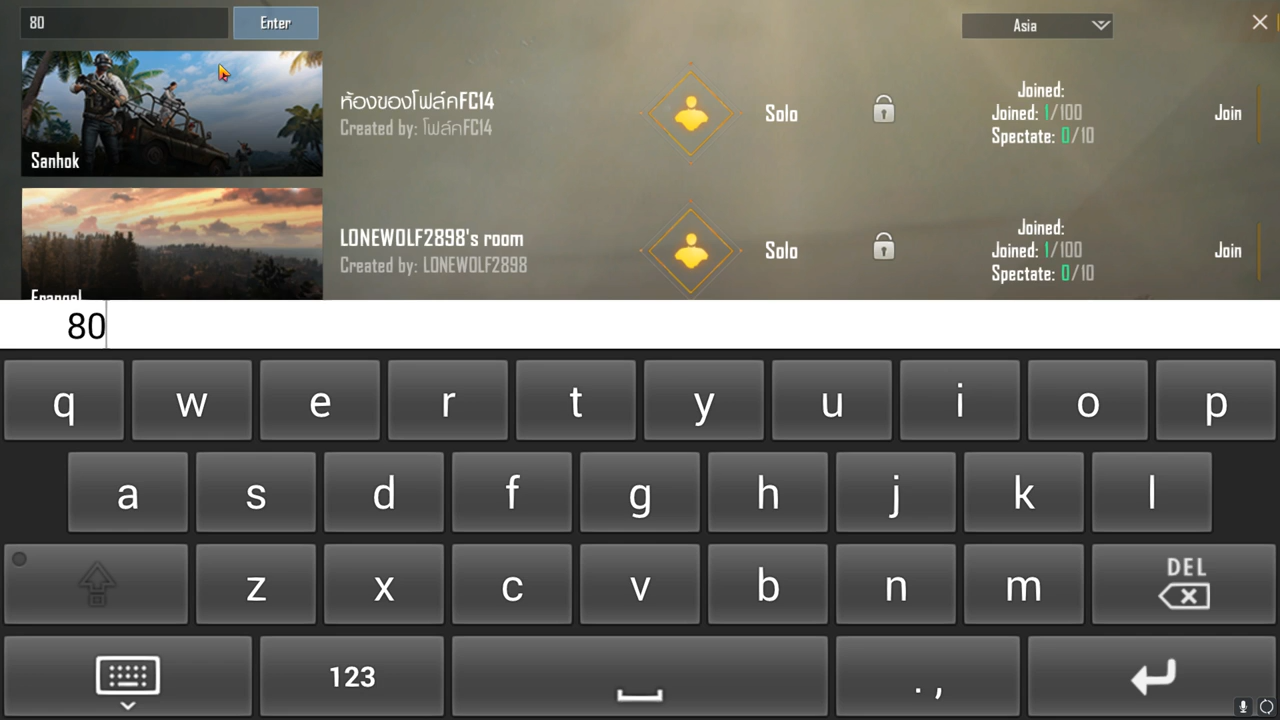 80
Enter
Asia
Sanhok
ห้องของโฟล์คFC14
Created by: โฟล์คFC14
Solo
Joined:
Joined: 1/100
Spectate: 0/10
Join
Erangel
LONEWOLF2898's room
Created by: LONEWOLF2898
Solo
Joined:
Joined: 1/100
Spectate: 0/10
Join
80
q w e r t y u i o p
a s d f g h j k l
z x c v b n m DEL
123 . ,